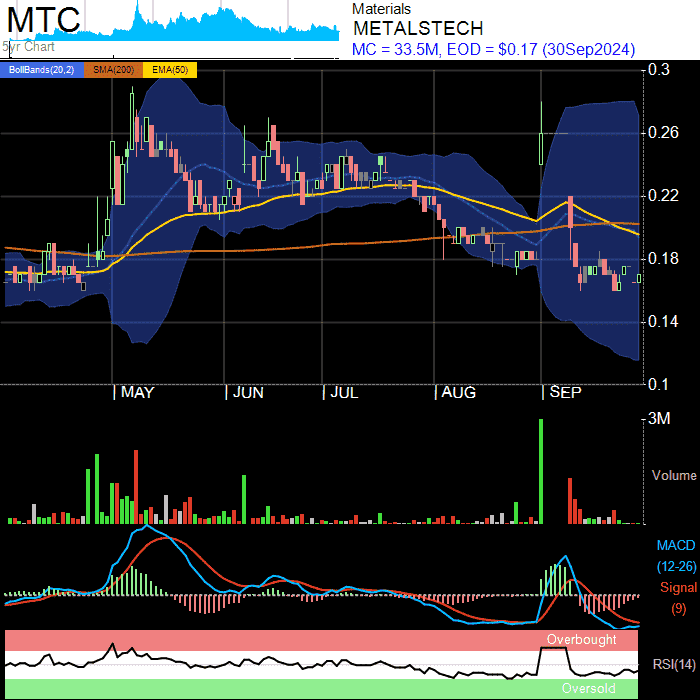 MTC
5yr Chart
Materials
METALSTECH
MC = 33.5M, EOD = $0.17 (30Sep2024)
BollBands(20,2) SMA(200) EMA(50)
0.3
0.26
0.22
0.18
0.14
0.1
MAY JUN JUL AUG SEP
3M
Volume
MACD
(12-26)
Signal
(9)
Overbought
RSI(14)
Oversold